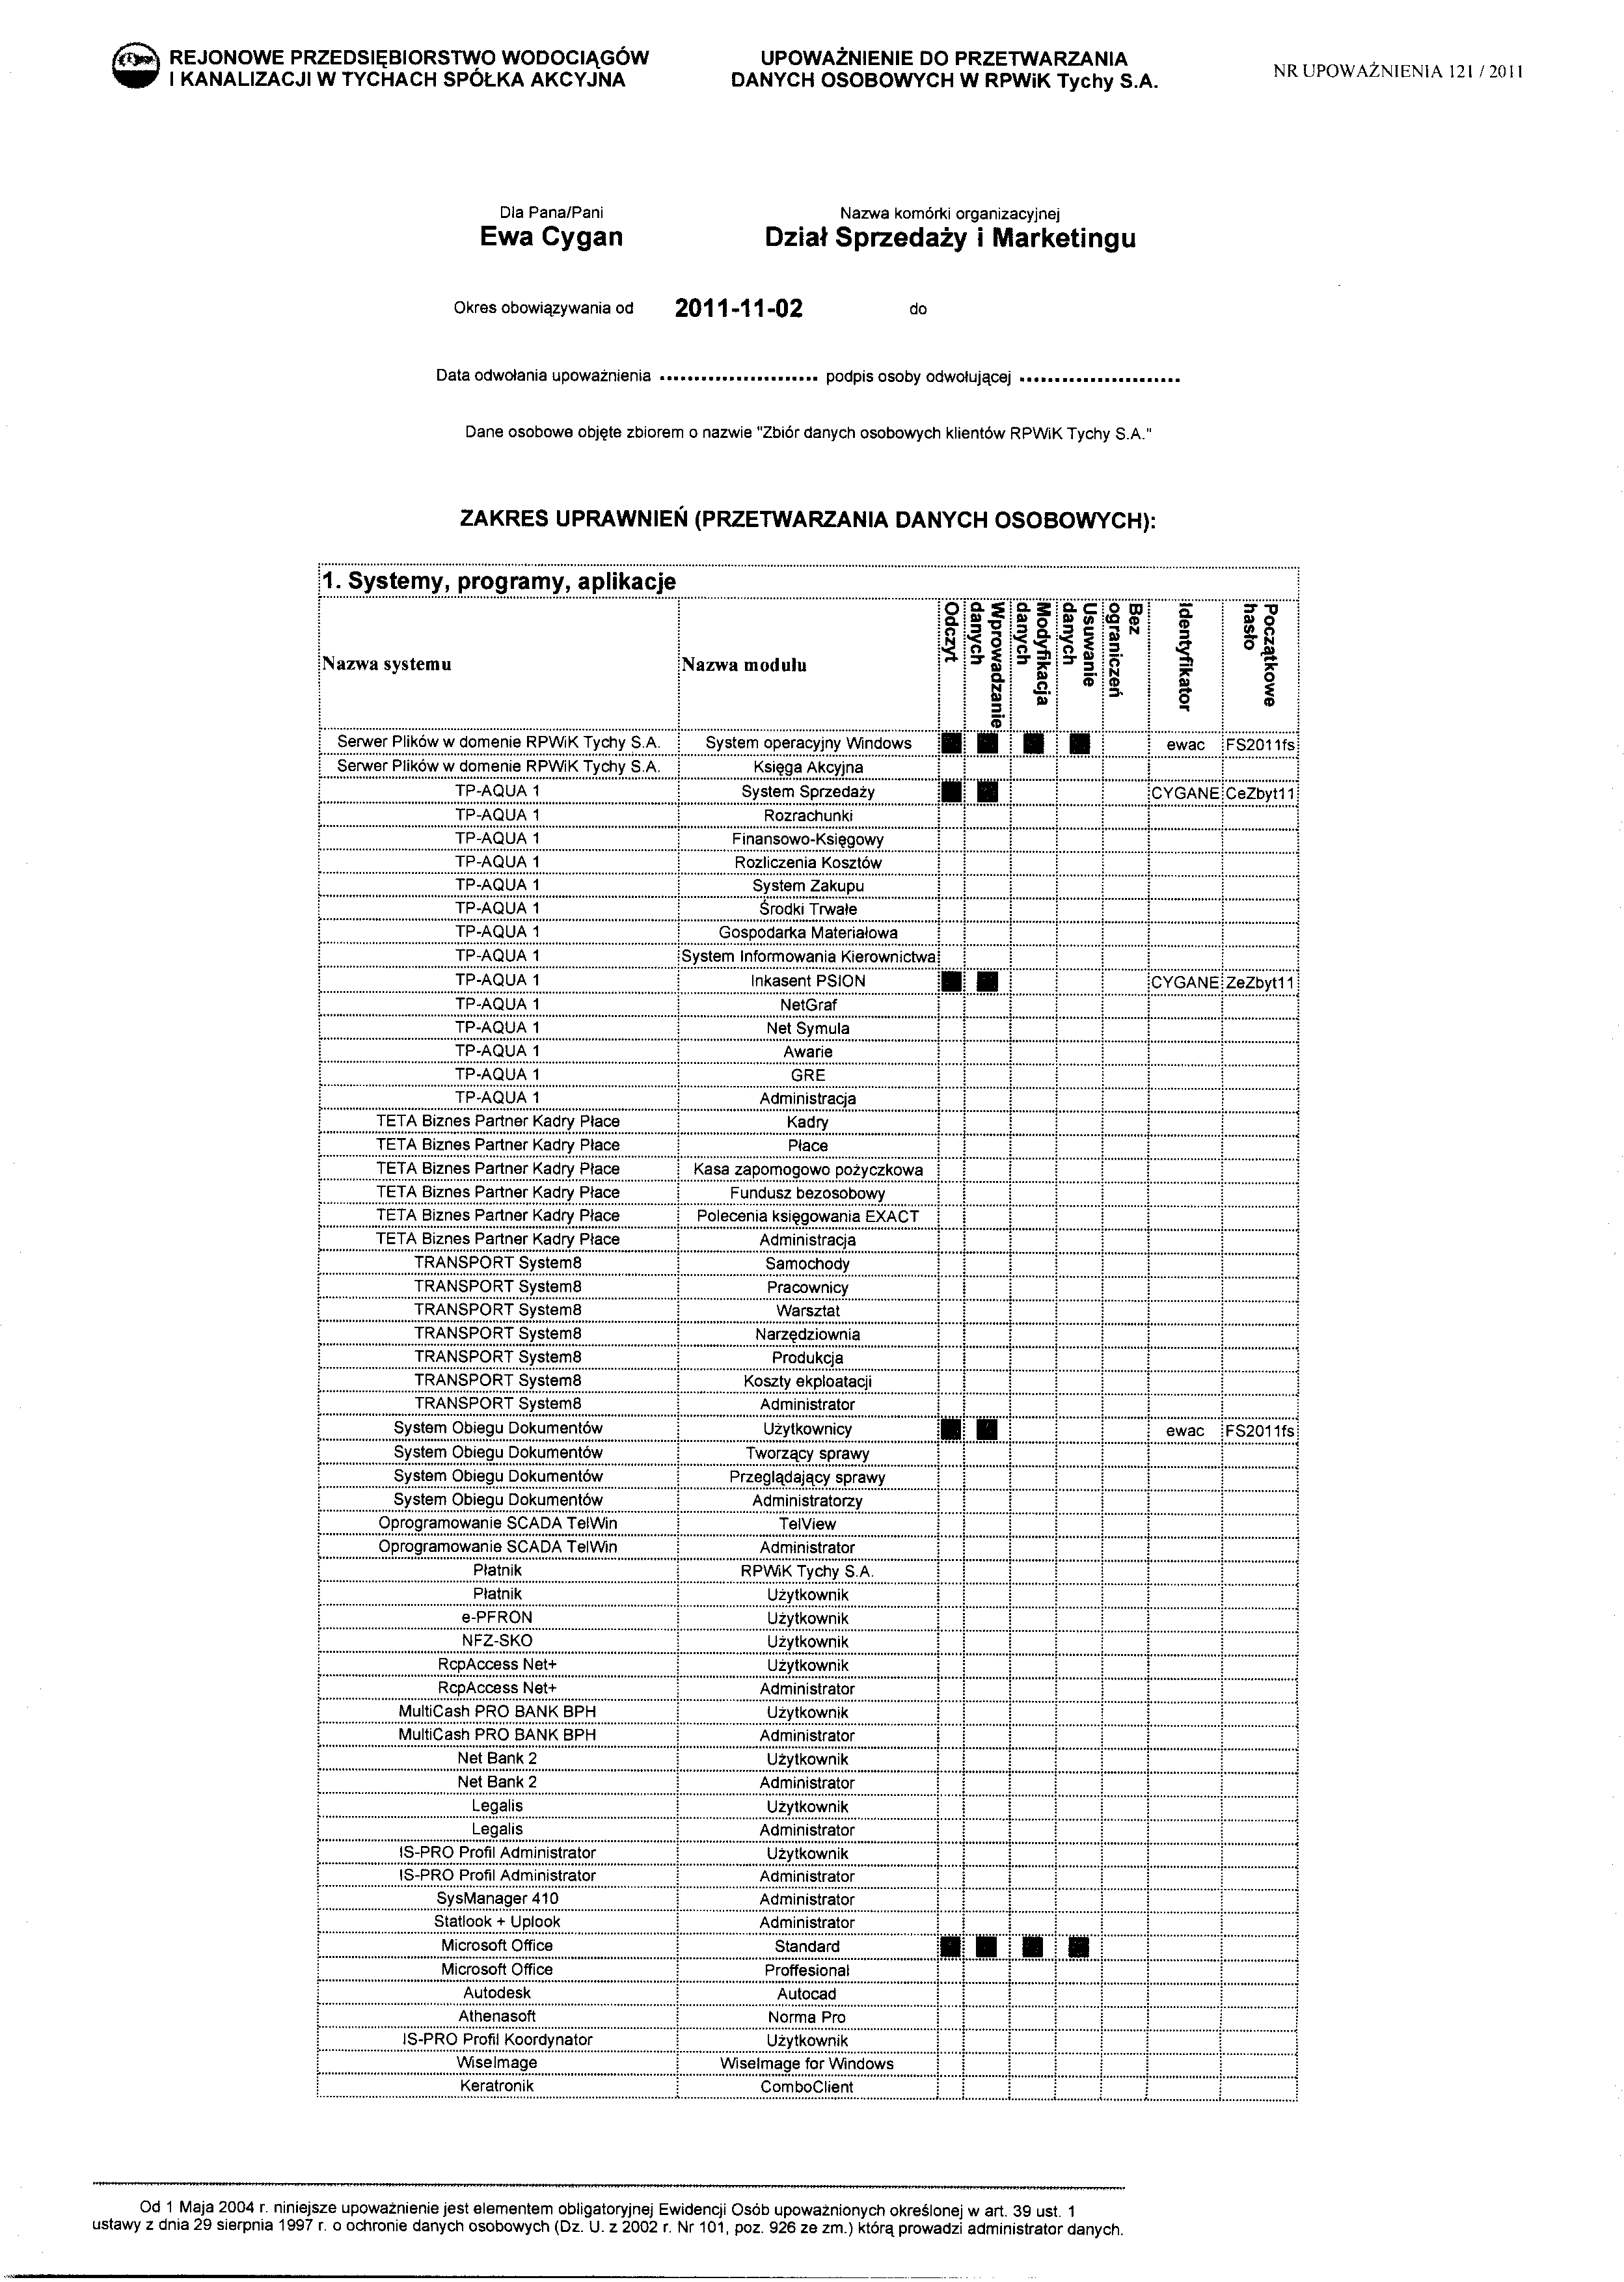 REJONOWE PRZEDSIĘBIORSTWO WODOCIĄGÓW
I KANALIZACJI W TYCHACH SPÓŁKA AKCYJNA
UPOWAŻNIENIE DO PRZETWARZANIA
DANYCH OSOBOWYCH W RPWiK Tychy S.A.
NR UPOWAŻNIENIA 121 / 2011
Dla Pana/Pani
Ewa Cygan
Nazwa komórki organizacyjnej
Dział Sprzedaży i Marketingu
Okres obowiązywania od 2011-11-02 do
Data odwołania upoważnienia ....................... podpis osoby odwołującej .......................
Dane osobowe objęte zbiorem o nazwie "Zbiór danych osobowych klientów RPWiK Tychy S.A."
ZAKRES UPRAWNIEŃ (PRZETWARZANIA DANYCH OSOBOWYCH):
1. Systemy, programy, aplikacje
Nazwa systemu Nazwa modulu Odczyt Wprowadzanie danych Modyfikacja danych Usuwanie danych Bez ograniczeń Identyfikator Początkowe hasło
Serwer Plików w domenie RPWiK Tychy S.A. System operacyjny Windows ■ ■ ■ ■ ewac FS2011fs
Serwer Plików w domenie RPWiK Tychy S.A. Księga Akcyjna
TP-AQUA 1 System Sprzedaży ■ ■ CYGANE CeZbyt11
TP-AQUA 1 Rozrachunki
TP-AQUA 1 Finansowo-Księgowy
TP-AQUA 1 Rozliczenia Kosztów
TP-AQUA 1 System Zakupu
TP-AQUA 1 Środki Trwałe
TP-AQUA 1 Gospodarka Materiałowa
TP-AQUA 1 System Informowania Kierownictwa
TP-AQUA 1 Inkasent PSION ■ ■ CYGANE ZeZbyt11
TP-AQUA 1 NetGraf
TP-AQUA 1 Net Symula
TP-AQUA 1 Awarie
TP-AQUA 1 GRE
TP-AQUA 1 Administracja
TETA Biznes Partner Kadry Płace Kadry
TETA Biznes Partner Kadry Płace Płace
TETA Biznes Partner Kadry Płace Kasa zapomogowo pożyczkowa
TETA Biznes Partner Kadry Płace Fundusz bezosobowy
TETA Biznes Partner Kadry Płace Polecenia księgowania EXACT
TETA Biznes Partner Kadry Płace Administracja
TRANSPORT System8 Samochody
TRANSPORT System8 Pracownicy
TRANSPORT System8 Warsztat
TRANSPORT System8 Narzędziownia
TRANSPORT System8 Produkcja
TRANSPORT System8 Koszty ekploatacji
TRANSPORT System8 Administrator
System Obiegu Dokumentów Użytkownicy ■ ■ ewac FS2011fs
System Obiegu Dokumentów Tworzący sprawy
System Obiegu Dokumentów Przeglądający sprawy
System Obiegu Dokumentów Administratorzy
Oprogramowanie SCADA TelWin TelView
Oprogramowanie SCADA TelWin Administrator
Płatnik RPWiK Tychy S.A.
Płatnik Użytkownik
e-PFRON Użytkownik
NFZ-SKO Użytkownik
RcpAccess Net+ Użytkownik
RcpAccess Net+ Administrator
MultiCash PRO BANK BPH Użytkownik
MultiCash PRO BANK BPH Administrator
Net Bank 2 Użytkownik
Net Bank 2 Administrator
Legalis Użytkownik
Legalis Administrator
IS-PRO Profil Administrator Użytkownik
IS-PRO Profil Administrator Administrator
SysManager 410 Administrator
Statlook + Uplook Administrator
Microsoft Office Standard ■ ■ ■ ■
Microsoft Office Proffesional
Autodesk Autocad
Athenasoft Norma Pro
IS-PRO Profil Koordynator Użytkownik
WiseImage WiseImage for Windows
Keratronik ComboClient
Od 1 Maja 2004 r. niniejsze upoważnienie jest elementem obligatoryjnej Ewidencji Osób upoważnionych określonej w art. 39 ust. 1
ustawy z dnia 29 sierpnia 1997 r. o ochronie danych osobowych (Dz. U. z 2002 r. Nr 101, poz. 926 ze zm.) którą prowadzi administrator danych.